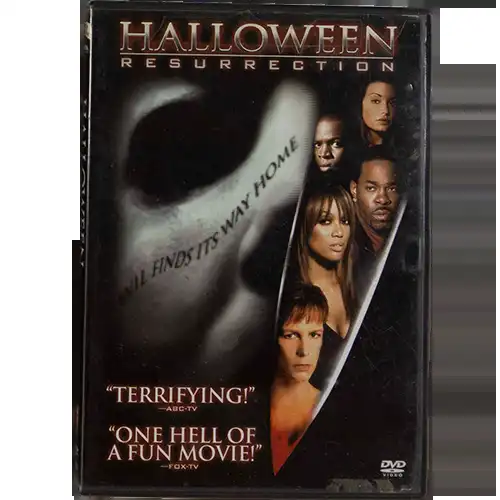 HALLOWEEN
RESURRECTION
FINDS ITS WAY HOME
"TERRIFYING!"
—ABC-TV
"ONE HELL OF
A FUN MOVIE!"
—FOX-TV
DVD
VIDEO